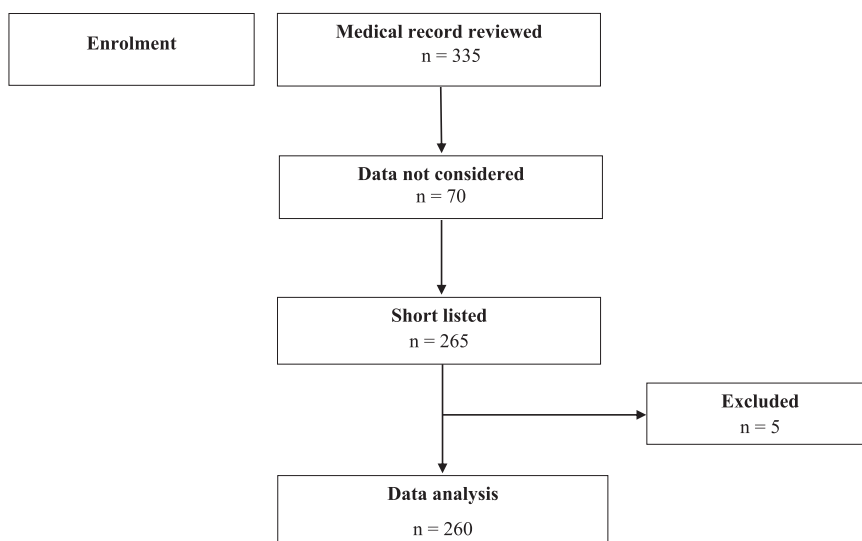 Enrolment
Medical record reviewed
n = 335
Data not considered
n = 70
Short listed
n = 265
Excluded
n = 5
Data analysis
n = 260